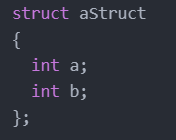 struct aStruct
{
  int a;
  int b;
};